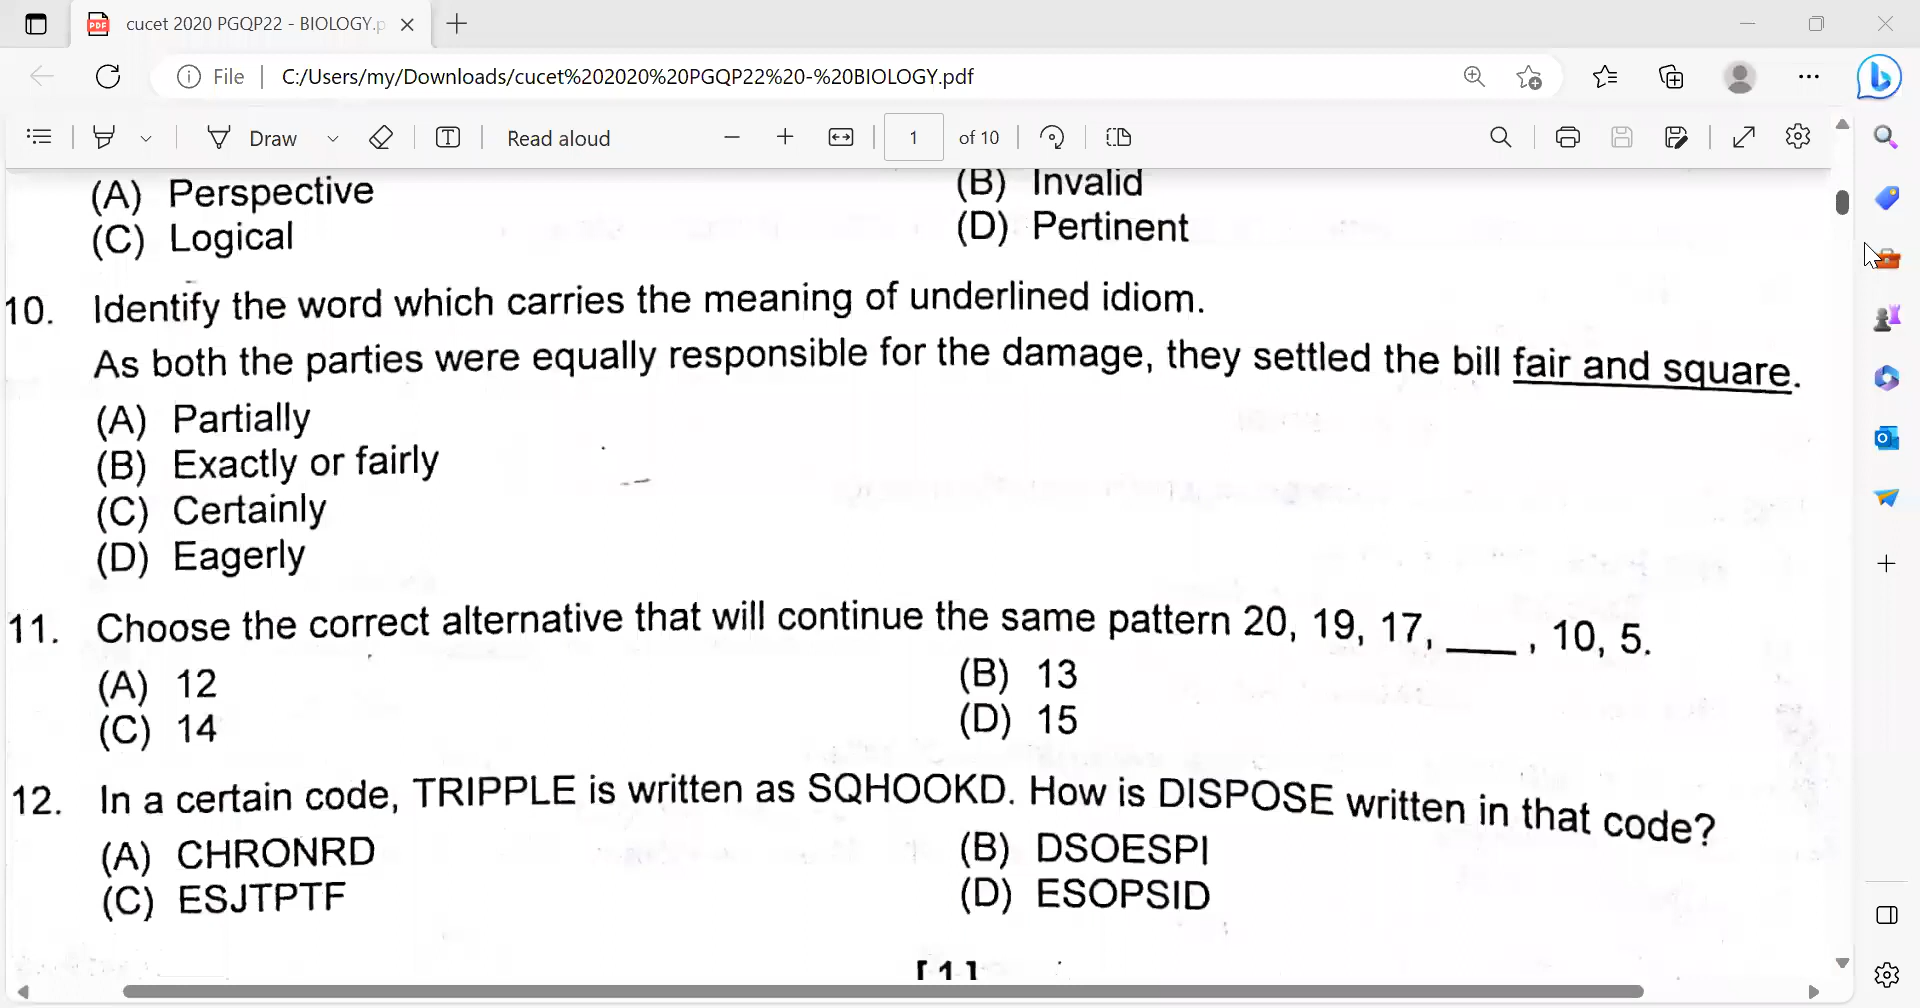 cucet 2020 PGQP22 - BIOLOGY.p
File
C:/Users/my/Downloads/cucet%202020%20PGQP22%20-%20BIOLOGY.pdf
Draw
Read aloud
1
of 10
(A) Perspective
(B) Invalid
(C) Logical
(D) Pertinent
10. Identify the word which carries the meaning of underlined idiom.
As both the parties were equally responsible for the damage, they settled the bill fair and square.
(A) Partially
(B) Exactly or fairly
(C) Certainly
(D) Eagerly
11. Choose the correct alternative that will continue the same pattern 20, 19, 17, ___ , 10, 5.
(A) 12
(B) 13
(C) 14
(D) 15
12. In a certain code, TRIPPLE is written as SQHOOKD. How is DISPOSE written in that code?
(A) CHRONRD
(B) DSOESPI
(C) ESJTPTF
(D) ESOPSID
[ 1 ]